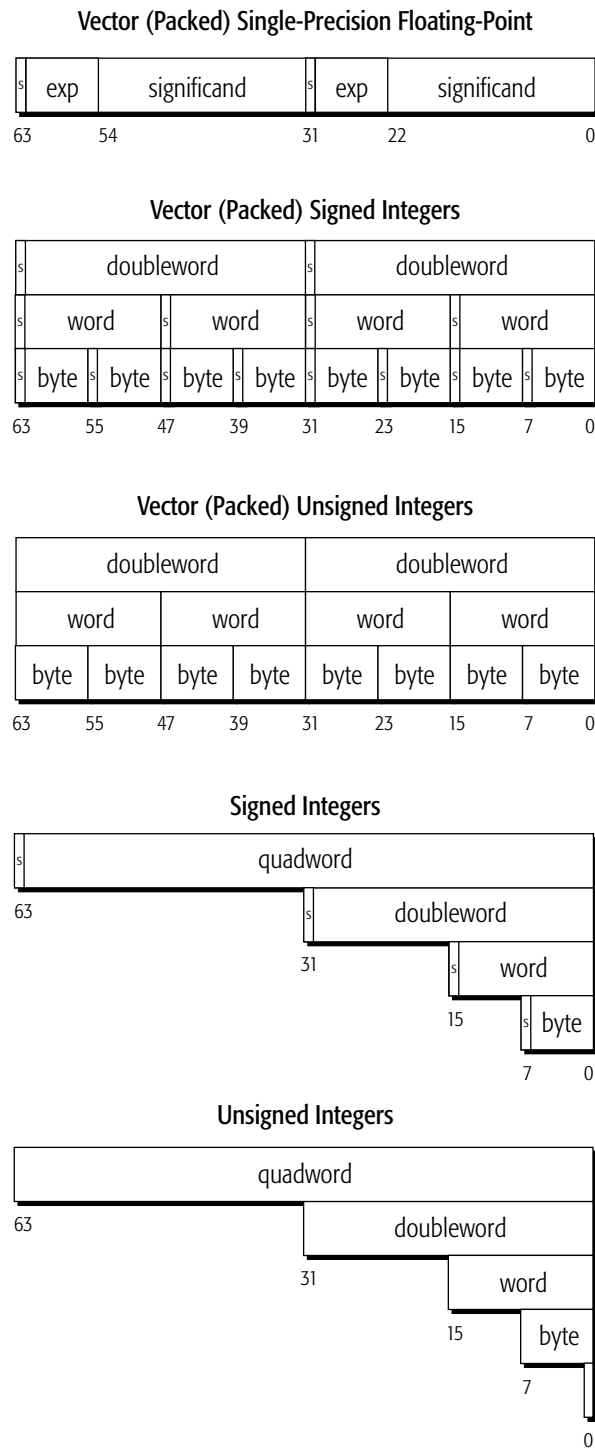 Vector (Packed) Single-Precision Floating-Point
s exp significand s exp significand
63 54 31 22 0
Vector (Packed) Signed Integers
s doubleword s doubleword
s word s word s word s word
s byte s byte s byte s byte s byte s byte s byte s byte
63 55 47 39 31 23 15 7 0
Vector (Packed) Unsigned Integers
doubleword doubleword
word word word word
byte byte byte byte byte byte byte byte
63 55 47 39 31 23 15 7 0
Signed Integers
s quadword
63 s doubleword
31 s word
15 s byte
7 0
Unsigned Integers
quadword
63 doubleword
31 word
15 byte
7
0